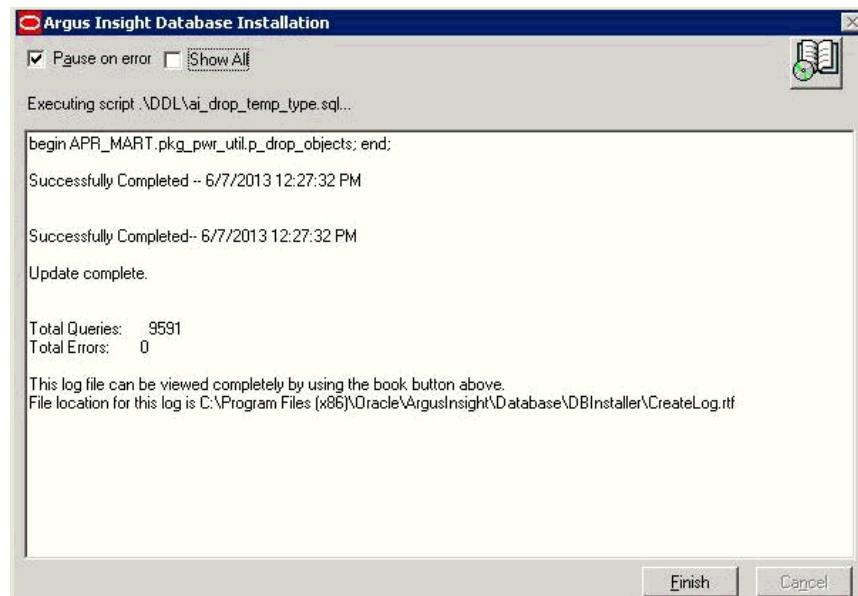 Argus Insight Database Installation
Pause on error Show All
Executing script .\DDL\ai_drop_temp_type.sql...
begin APR_MART.pkg_pwr_util.p_drop_objects; end;
Successfully Completed -- 6/7/2013 12:27:32 PM
Successfully Completed-- 6/7/2013 12:27:32 PM
Update complete.
Total Queries: 9591
Total Errors: 0
This log file can be viewed completely by using the book button above.
File location for this log is C:\Program Files (x86)\Oracle\ArgusInsight\Database\DBInstaller\CreateLog.rtf
Finish Cancel